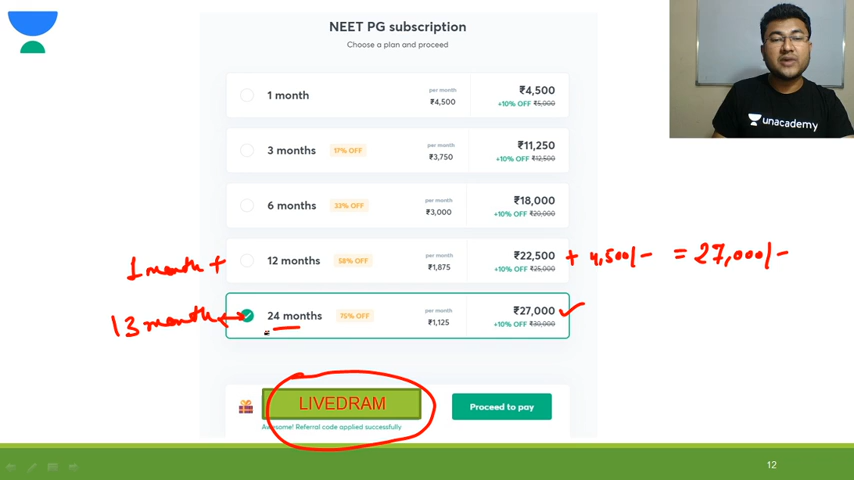 NEET PG subscription
Choose a plan and proceed
1 month per month ₹4,500 ₹4,500 +10% OFF ₹5,000
3 months 17% OFF per month ₹3,750 ₹11,250 +10% OFF ₹12,500
6 months 33% OFF per month ₹3,000 ₹18,000 +10% OFF ₹20,000
1 month + 12 months 58% OFF per month ₹1,875 ₹22,500 +10% OFF ₹25,000 + 4,500/- = 27,000/-
13 month 24 months 75% OFF per month ₹1,125 ₹27,000 +10% OFF ₹30,000
LIVEDRAM Proceed to pay
Awesome! Referral code applied successfully
unacademy
12